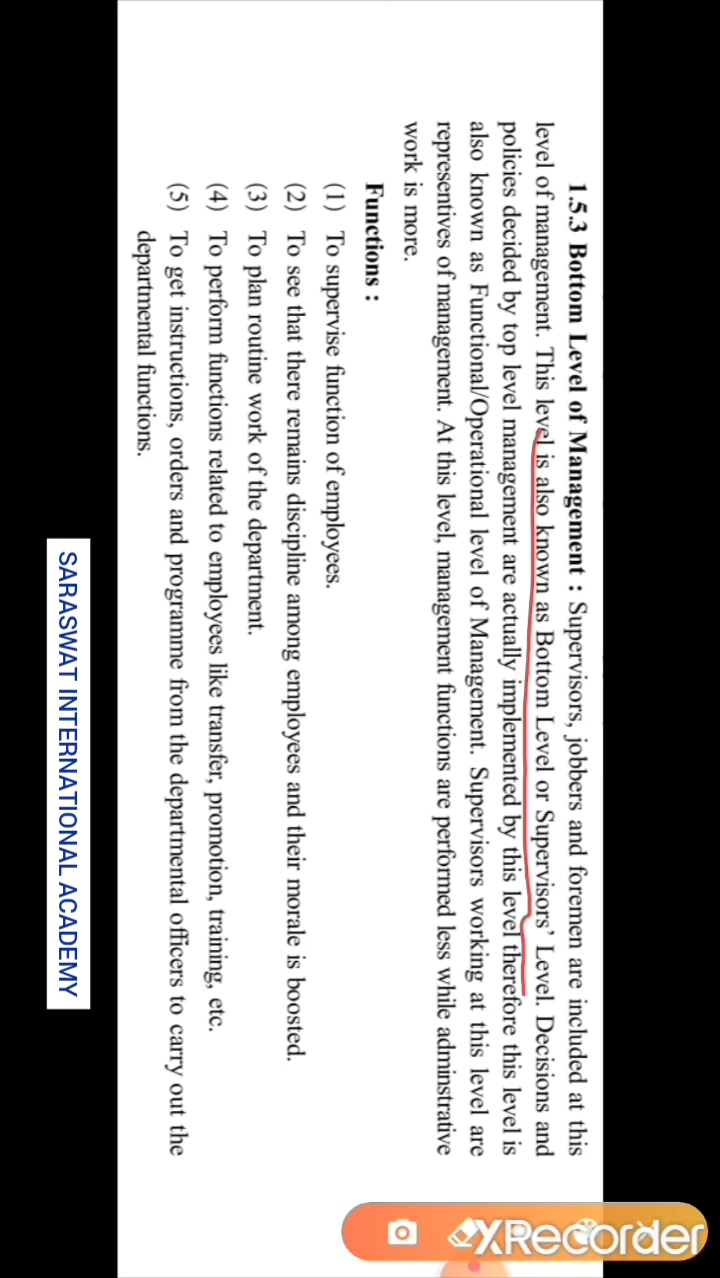 1.5.3 Bottom Level of Management : Supervisors, jobbers and foremen are included at this
level of management. This level is also known as Bottom Level or Supervisors’ Level. Decisions and
policies decided by top level management are actually implemented by this level therefore this level is
also known as Functional/Operational level of Management. Supervisors working at this level are
representives of management. At this level, management functions are performed less while adminstrative
work is more.
Functions :
(1) To supervise function of employees.
(2) To see that there remains discipline among employees and their morale is boosted.
(3) To plan routine work of the department.
(4) To perform functions related to employees like transfer, promotion, training, etc.
(5) To get instructions, orders and programme from the departmental officers to carry out the
departmental functions.
SARASWAT INTERNATIONAL ACADEMY
XRecorder